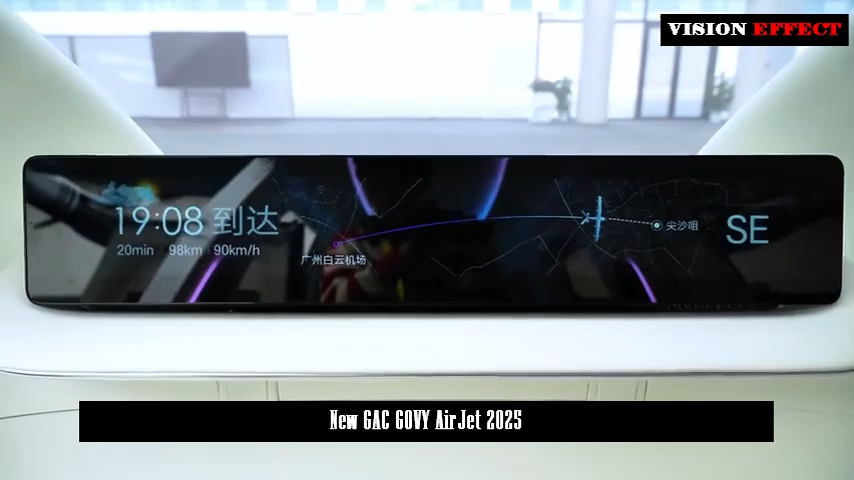 VISION EFFECT
19:08 到达
20min 98km 90km/h
广州白云机场
尖沙咀
SE
New GAC GOVY AirJet 2025